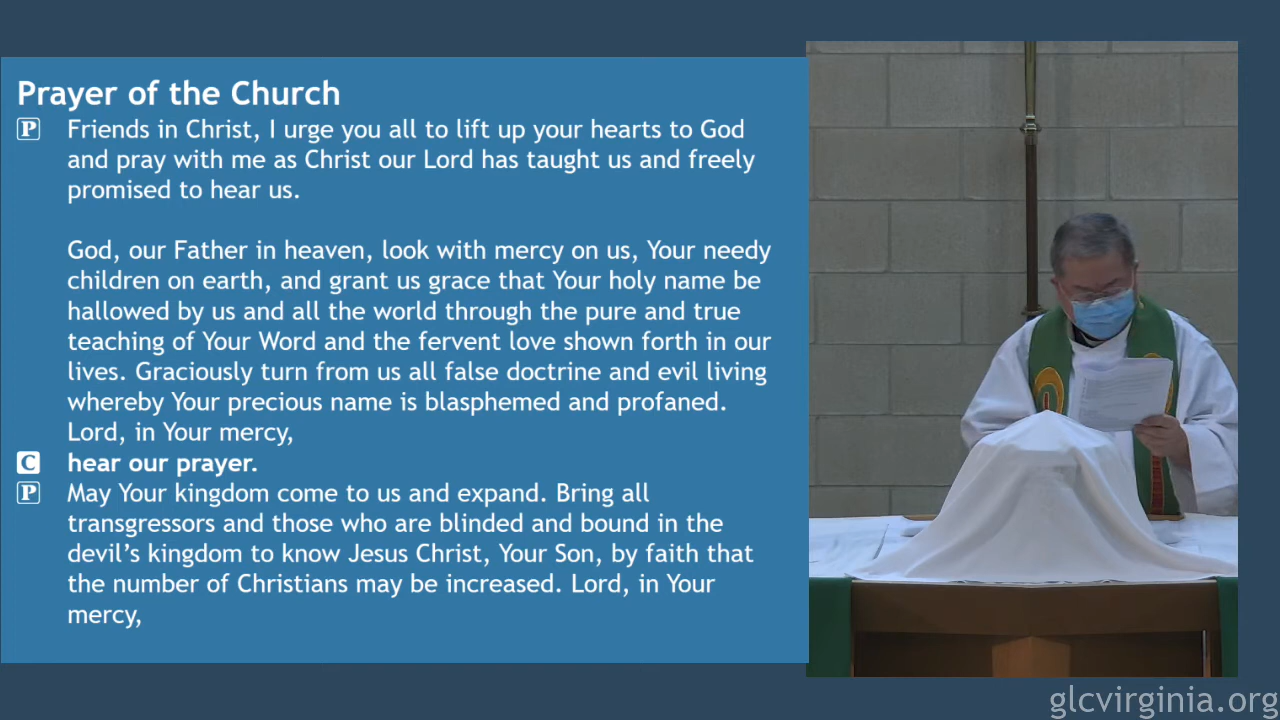 Prayer of the Church
P Friends in Christ, I urge you all to lift up your hearts to God
and pray with me as Christ our Lord has taught us and freely
promised to hear us.
God, our Father in heaven, look with mercy on us, Your needy
children on earth, and grant us grace that Your holy name be
hallowed by us and all the world through the pure and true
teaching of Your Word and the fervent love shown forth in our
lives. Graciously turn from us all false doctrine and evil living
whereby Your precious name is blasphemed and profaned.
Lord, in Your mercy,
C hear our prayer.
P May Your kingdom come to us and expand. Bring all
transgressors and those who are blinded and bound in the
devil’s kingdom to know Jesus Christ, Your Son, by faith that
the number of Christians may be increased. Lord, in Your
mercy,
glcvirginia.org